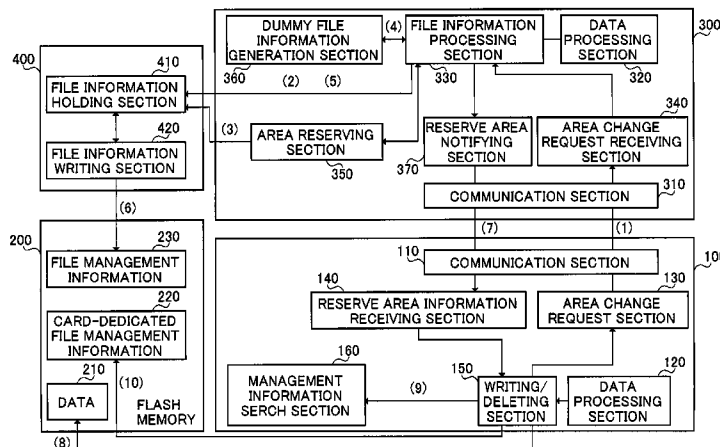 DUMMY FILE
INFORMATION
GENERATION SECTION
360
(4)
FILE INFORMATION
PROCESSING
SECTION
330
DATA
PROCESSING
SECTION
320
300
400
410
FILE INFORMATION
HOLDING SECTION
(2)
(5)
340
420
FILE INFORMATION
WRITING SECTION
(3)
AREA RESERVING
SECTION
350
RESERVE AREA
NOTIFYING
SECTION
370
AREA CHANGE
REQUEST RECEIVING
SECTION
COMMUNICATION SECTION
310
(6)
(7)
(1)
200
230
FILE MANAGEMENT
INFORMATION
220
CARD-DEDICATED
FILE MANAGEMENT
INFORMATION
210
DATA
(10)
FLASH
MEMORY
(8)
110
COMMUNICATION SECTION
140
RESERVE AREA INFORMATION
RECEIVING SECTION
130
AREA CHANGE
REQUEST SECTION
160
MANAGEMENT
INFORMATION
SERCH SECTION
(9)
150
WRITING/
DELETING
SECTION
120
DATA
PROCESSING
SECTION